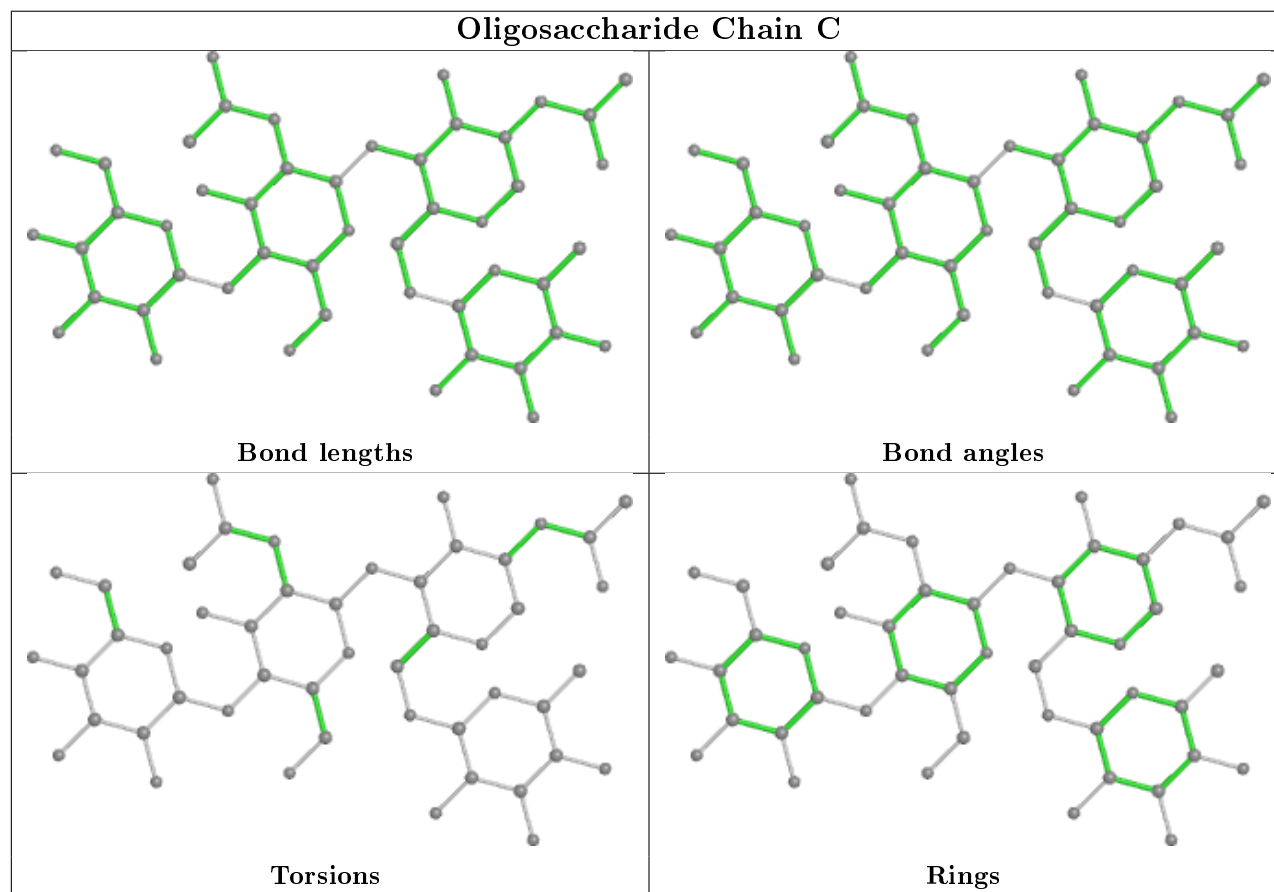 Oligosaccharide Chain C
Bond lengths
Bond angles
Torsions
Rings